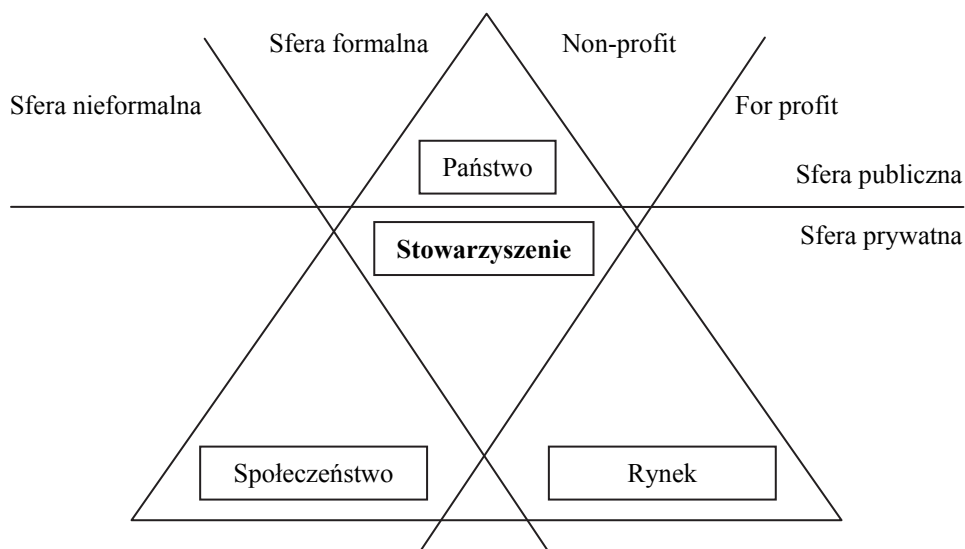 Sfera formalna
Non-profit
Sfera nieformalna
For profit
Państwo
Sfera publiczna
Sfera prywatna
Stowarzyszenie
Społeczeństwo
Rynek